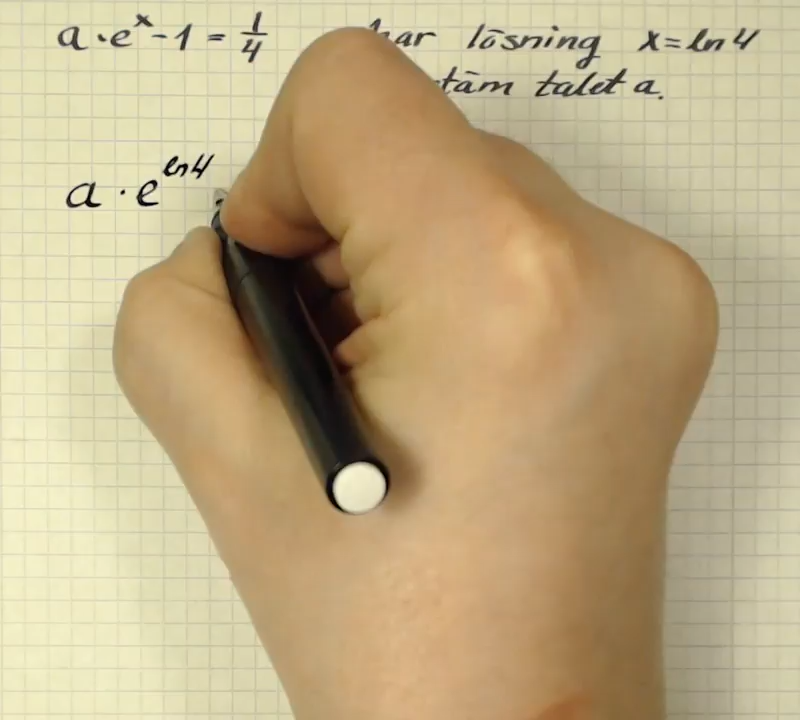 a · e^x - 1 = 1/4 har lösning x = ln 4
talet a.
a · e^ln4